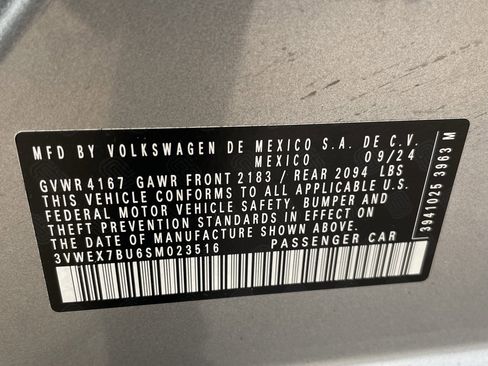 MFD BY VOLKSWAGEN DE MEXICO S.A. DE C.V.
MEXICO 09/24
GVWR 4167 GAWR FRONT 2183 / REAR 2094 LBS
THIS VEHICLE CONFORMS TO ALL APPLICABLE U.S.
FEDERAL MOTOR VEHICLE SAFETY, BUMPER AND
THEFT PREVENTION STANDARDS IN EFFECT ON
THE DATE OF MANUFACTURE SHOWN ABOVE.
3VWEX7BU6SM023516 PASSENGER CAR
3941025 3963 M